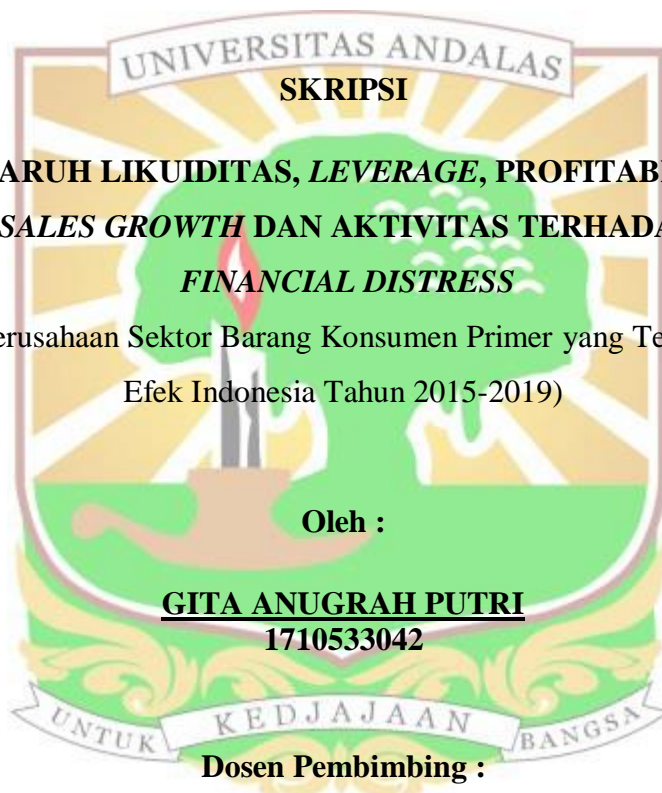 UNIVERSITAS ANDALAS
SKRIPSI
ARUH LIKUIDITAS, LEVERAGE, PROFITAB
SALES GROWTH DAN AKTIVITAS TERHADA
FINANCIAL DISTRESS
erusahaan Sektor Barang Konsumen Primer yang Te
Efek Indonesia Tahun 2015-2019)
Oleh :
GITA ANUGRAH PUTRI
1710533042
UNTUK KEDJAJAAN BANGSA
Dosen Pembimbing :